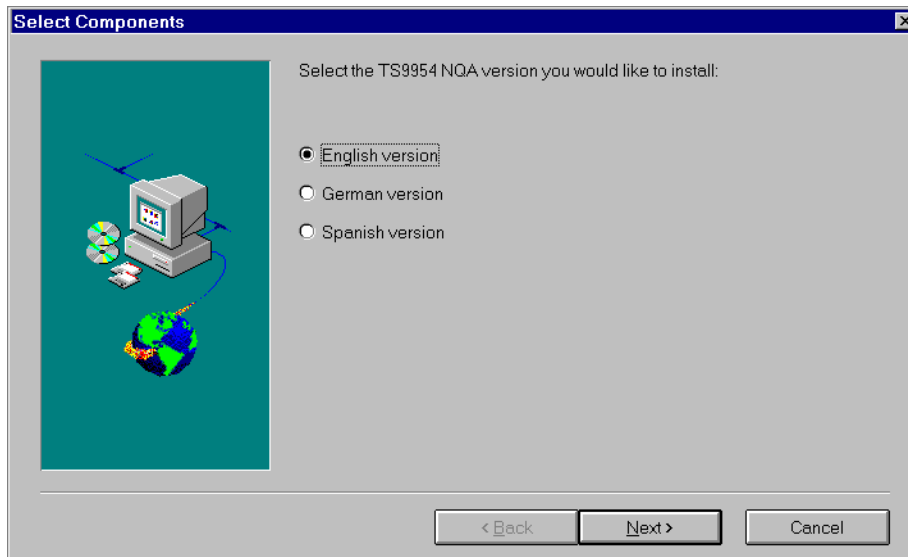 Select Components
Select the TS9954 NQA version you would like to install:
English version
German version
Spanish version
< Back
Next >
Cancel